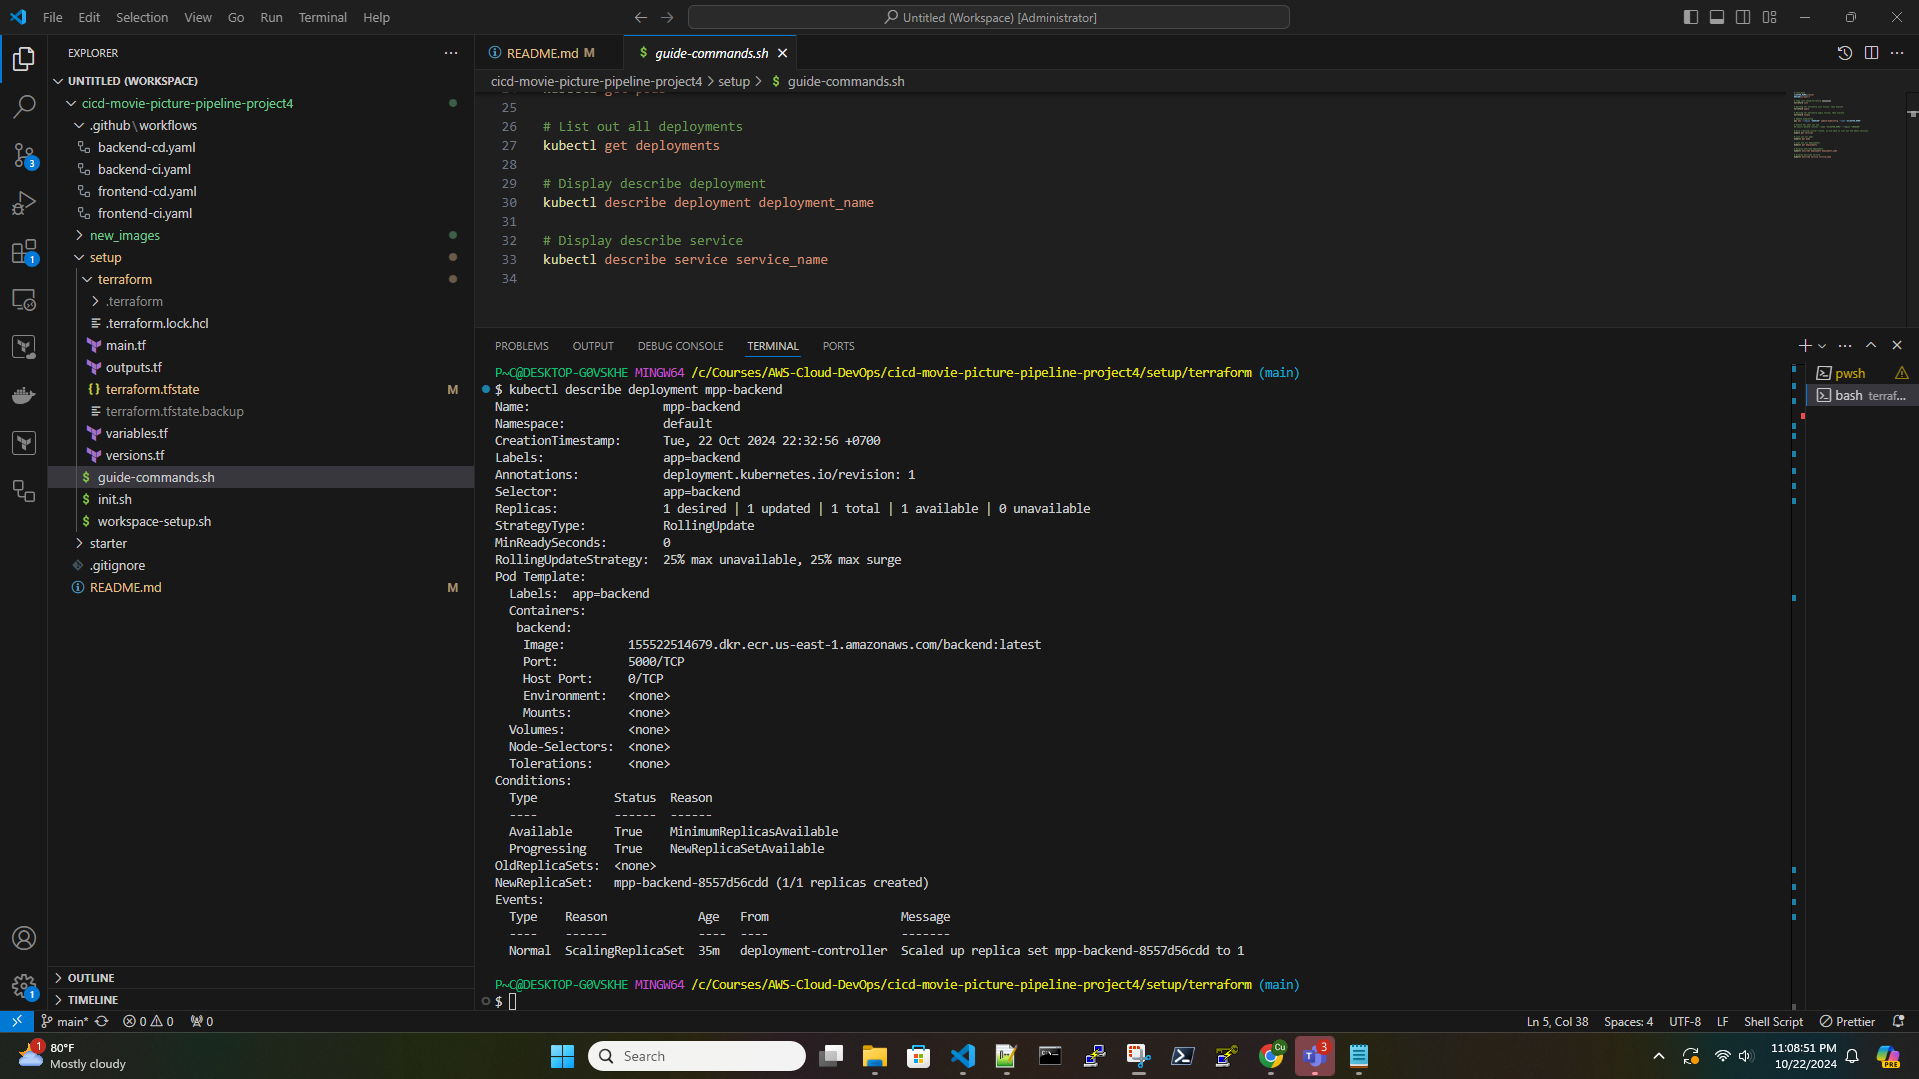 File Edit Selection View Go Run Terminal Help
Untitled (Workspace) [Administrator]
EXPLORER
UNTITLED (WORKSPACE)
cicd-movie-picture-pipeline-project4
.github\workflows
backend-cd.yaml
backend-ci.yaml
frontend-cd.yaml
frontend-ci.yaml
new_images
setup
terraform
.terraform
.terraform.lock.hcl
main.tf
outputs.tf
terraform.tfstate M
terraform.tfstate.backup
variables.tf
versions.tf
guide-commands.sh
init.sh
workspace-setup.sh
starter
.gitignore
README.md M
OUTLINE
TIMELINE
3
1
1
README.md M
guide-commands.sh
cicd-movie-picture-pipeline-project4 > setup > $ guide-commands.sh
25
26 # List out all deployments
27 kubectl get deployments
28
29 # Display describe deployment
30 kubectl describe deployment deployment_name
31
32 # Display describe service
33 kubectl describe service service_name
34
PROBLEMS OUTPUT DEBUG CONSOLE TERMINAL PORTS
pwsh
bash terraf...
P~C@DESKTOP-G0VSKHE MINGW64 /c/Courses/AWS-Cloud-DevOps/cicd-movie-picture-pipeline-project4/setup/terraform (main)
$ kubectl describe deployment mpp-backend
Name: mpp-backend
Namespace: default
CreationTimestamp: Tue, 22 Oct 2024 22:32:56 +0700
Labels: app=backend
Annotations: deployment.kubernetes.io/revision: 1
Selector: app=backend
Replicas: 1 desired | 1 updated | 1 total | 1 available | 0 unavailable
StrategyType: RollingUpdate
MinReadySeconds: 0
RollingUpdateStrategy: 25% max unavailable, 25% max surge
Pod Template:
Labels: app=backend
Containers:
backend:
Image: 155522514679.dkr.ecr.us-east-1.amazonaws.com/backend:latest
Port: 5000/TCP
Host Port: 0/TCP
Environment: <none>
Mounts: <none>
Volumes: <none>
Node-Selectors: <none>
Tolerations: <none>
Conditions:
Type Status Reason
---- ------ ------
Available True MinimumReplicasAvailable
Progressing True NewReplicaSetAvailable
OldReplicaSets: <none>
NewReplicaSet: mpp-backend-8557d56cdd (1/1 replicas created)
Events:
Type Reason Age From Message
---- ------ ---- ---- -------
Normal ScalingReplicaSet 35m deployment-controller Scaled up replica set mpp-backend-8557d56cdd to 1
P~C@DESKTOP-G0VSKHE MINGW64 /c/Courses/AWS-Cloud-DevOps/cicd-movie-picture-pipeline-project4/setup/terraform (main)
$
main* 0 0 0 Ln 5, Col 38 Spaces: 4 UTF-8 LF Shell Script Prettier
1 80°F
Mostly cloudy
Search
Cu
3
11:08:51 PM
10/22/2024
PRE